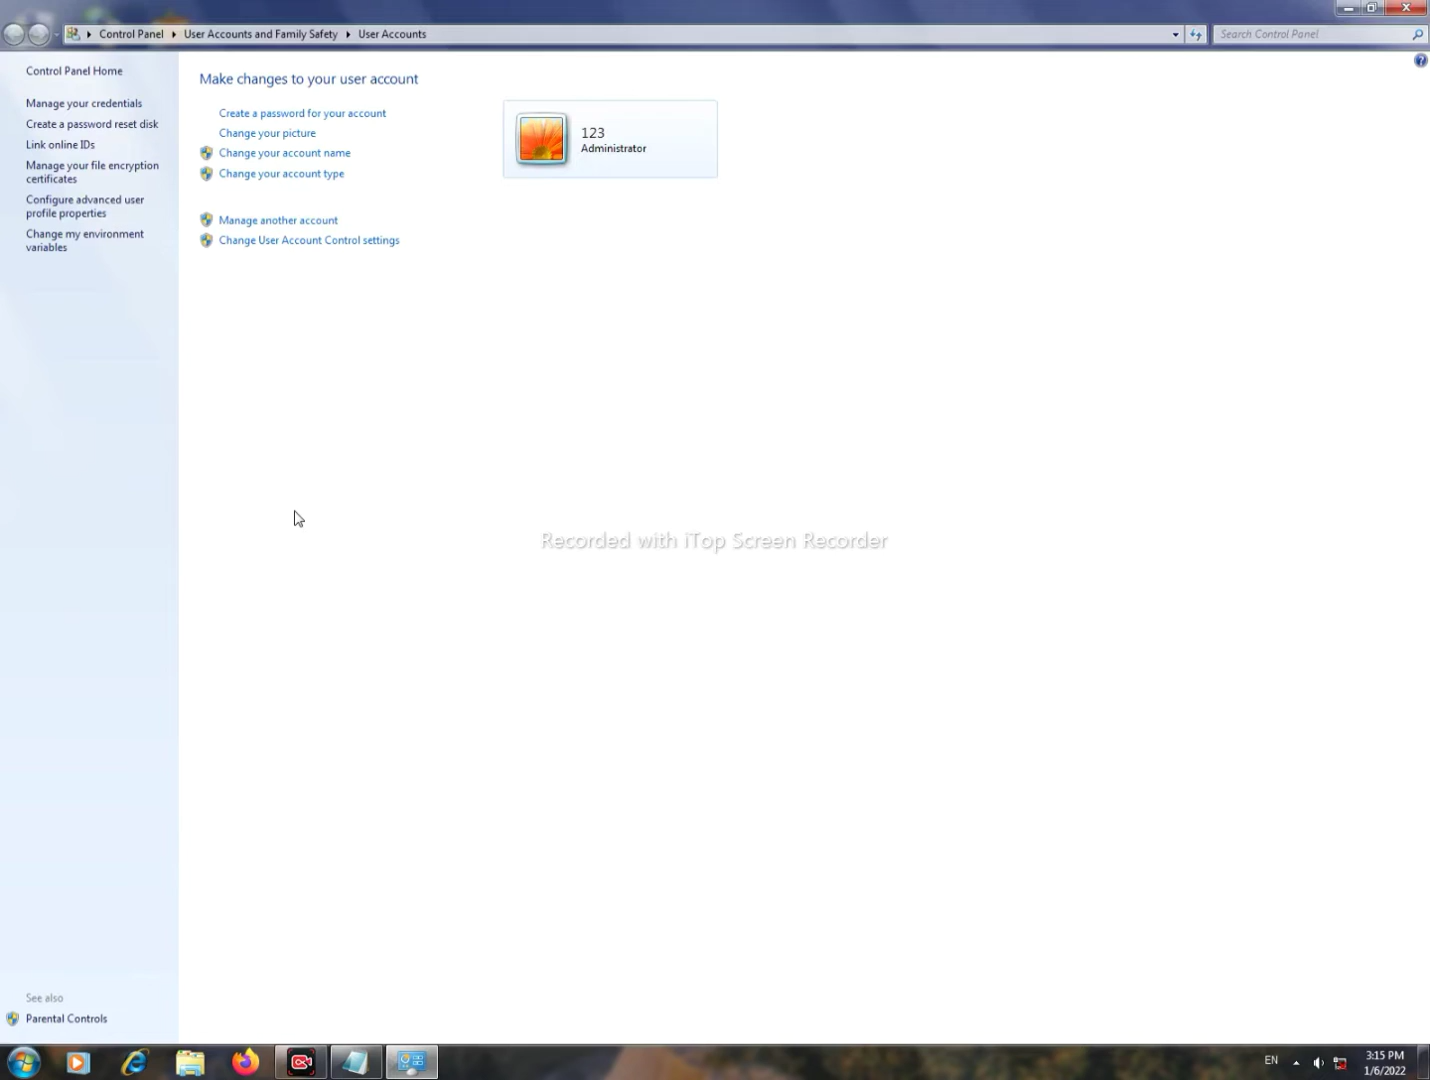 Control Panel
User Accounts and Family Safety
User Accounts
Search Control Panel
Control Panel Home
Manage your credentials
Create a password reset disk
Link online IDs
Manage your file encryption
certificates
Configure advanced user
profile properties
Change my environment
variables
See also
Parental Controls
Make changes to your user account
Create a password for your account
Change your picture
Change your account name
Change your account type
Manage another account
Change User Account Control settings
123
Administrator
Recorded with iTop Screen Recorder
EN
3:15 PM
1/6/2022